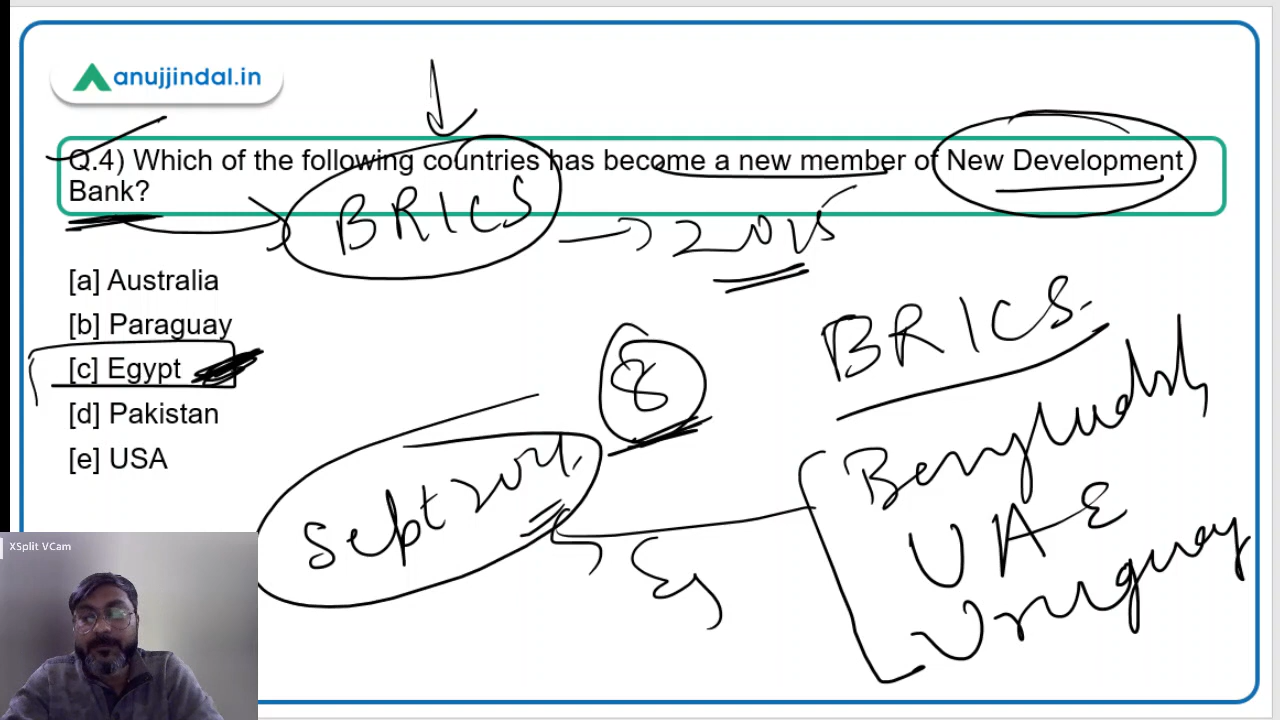 anujjindal.in
Q.4) Which of the following countries has become a new member of New Development
Bank?
BRICS
2015
[a] Australia
[b] Paraguay
[c] Egypt
[d] Pakistan
[e] USA
8
BRICS
Sept
Bangladesh
UAE
Uruguay
Eg
XSplit VCam